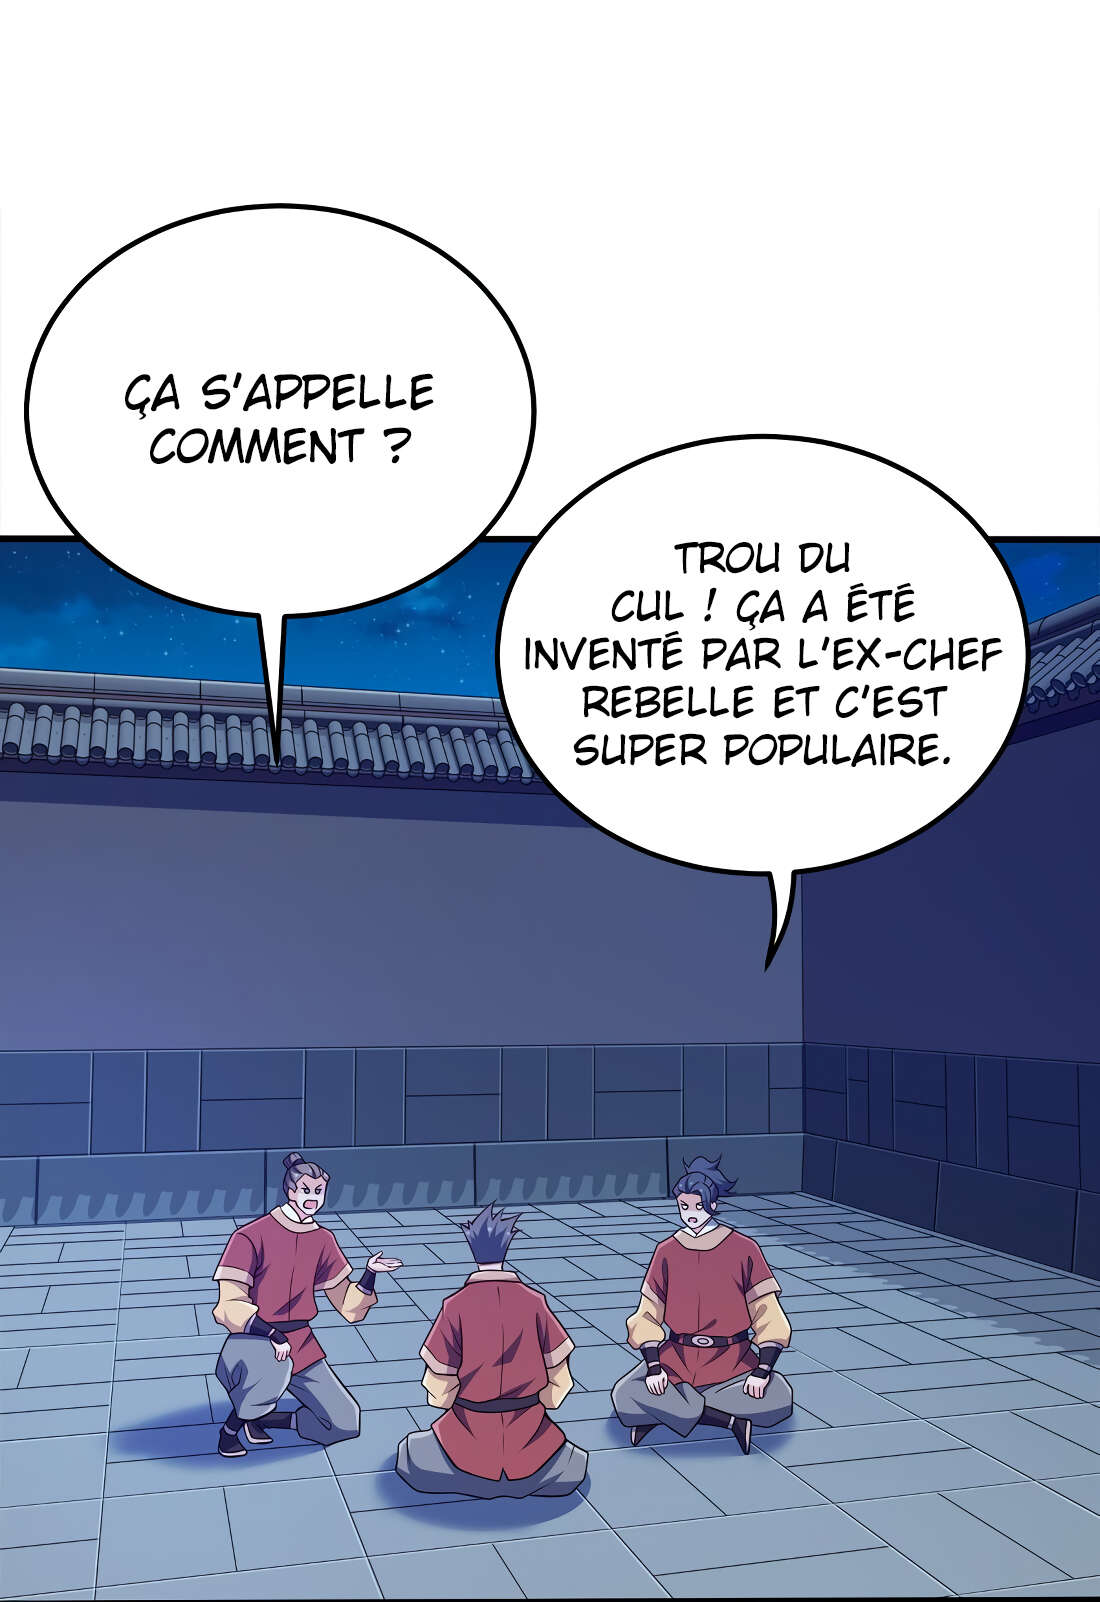 ÇA S'APPELLE
COMMENT ?
TROU DU
CUL ! ÇA A ÉTÉ
INVENTÉ PAR L'EX-CHEF
REBELLE ET C'EST
SUPER POPULAIRE.